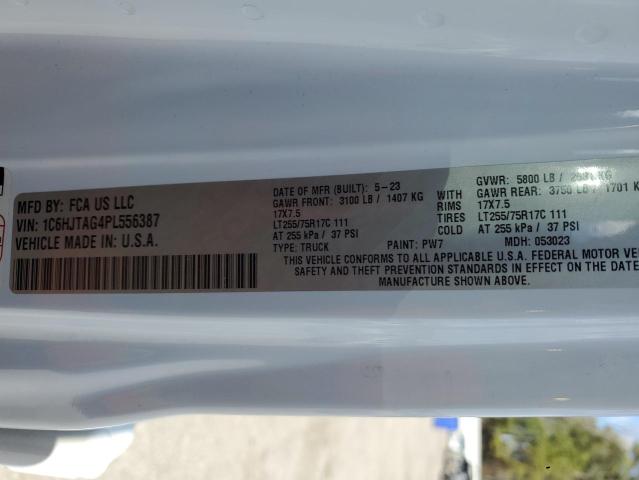 MFD BY: FCA US LLC
VIN: 1C6HJTAG4PL556387
VEHICLE MADE IN U.S.A.
DATE OF MFR (BUILT): 5-23
GAWR FRONT: 3100 LB / 1407 KG
17X7.5
LT255/75R17C 111
AT 255 kPa / 37 PSI
WITH
RIMS
TIRES
COLD
GVWR: 5800 LB / KG
GAWR REAR: 3750 LB / 1701 K
17X7.5
LT255/75R17C 111
AT 255 kPa / 37 PSI
TYPE: TRUCK PAINT: PW7 MDH: 053023
THIS VEHICLE CONFORMS TO ALL APPLICABLE U.S.A. FEDERAL MOTOR VEH
SAFETY AND THEFT PREVENTION STANDARDS IN EFFECT ON THE DATE
MANUFACTURE SHOWN ABOVE.